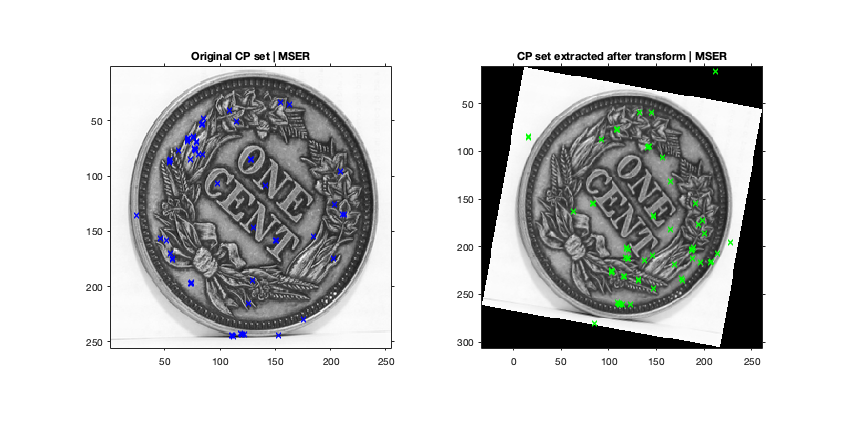 Original CP set | MSER
50
100
150
200
250
50 100 150 200 250
ONE
CENT
CP set extracted after transform | MSER
50
100
150
200
250
300
0 50 100 150 200 250
ONE
CENT